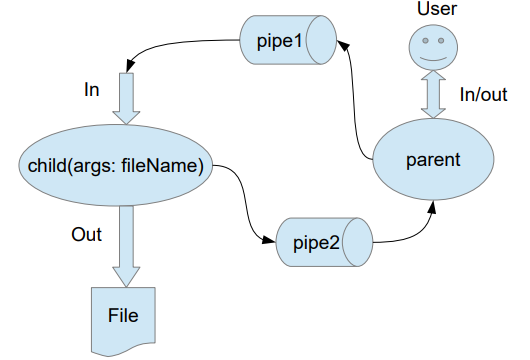 User
pipe1
In
In/out
child(args: fileName)
parent
Out
pipe2
File